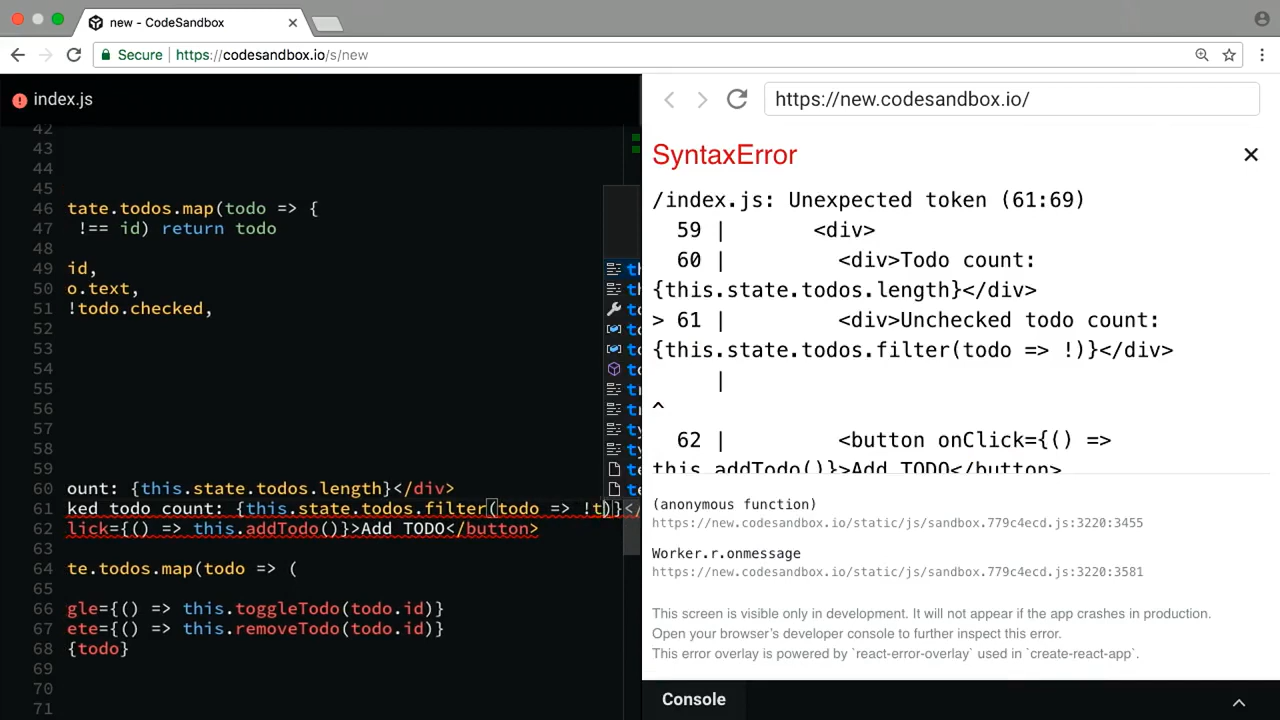 new - CodeSandbox
Secure https://codesandbox.io/s/new
index.js
https://new.codesandbox.io/
42
43
44
45
46 tate.todos.map(todo => {
47 !== id) return todo
48
49 id,
50 o.text,
51 !todo.checked,
52
53
54
55
56
57
58
59
60 ount: {this.state.todos.length}</div>
61 ked todo count: {this.state.todos.filter(todo => !t)}</
62 lick={() => this.addTodo()}>Add TODO</button>
63
64 te.todos.map(todo => (
65
66 gle={() => this.toggleTodo(todo.id)}
67 ete={() => this.removeTodo(todo.id)}
68 {todo}
69
70
71
SyntaxError
/index.js: Unexpected token (61:69)
59 | <div>
60 | <div>Todo count:
{this.state.todos.length}</div>
> 61 | <div>Unchecked todo count:
{this.state.todos.filter(todo => !)}</div>
|
^
62 | <button onClick={() =>
this.addTodo()}>Add TODO</button>
(anonymous function)
https://new.codesandbox.io/static/js/sandbox.779c4ecd.js:3220:3455
Worker.r.onmessage
https://new.codesandbox.io/static/js/sandbox.779c4ecd.js:3220:3581
This screen is visible only in development. It will not appear if the app crashes in production.
Open your browser's developer console to further inspect this error.
This error overlay is powered by `react-error-overlay` used in `create-react-app`.
Console